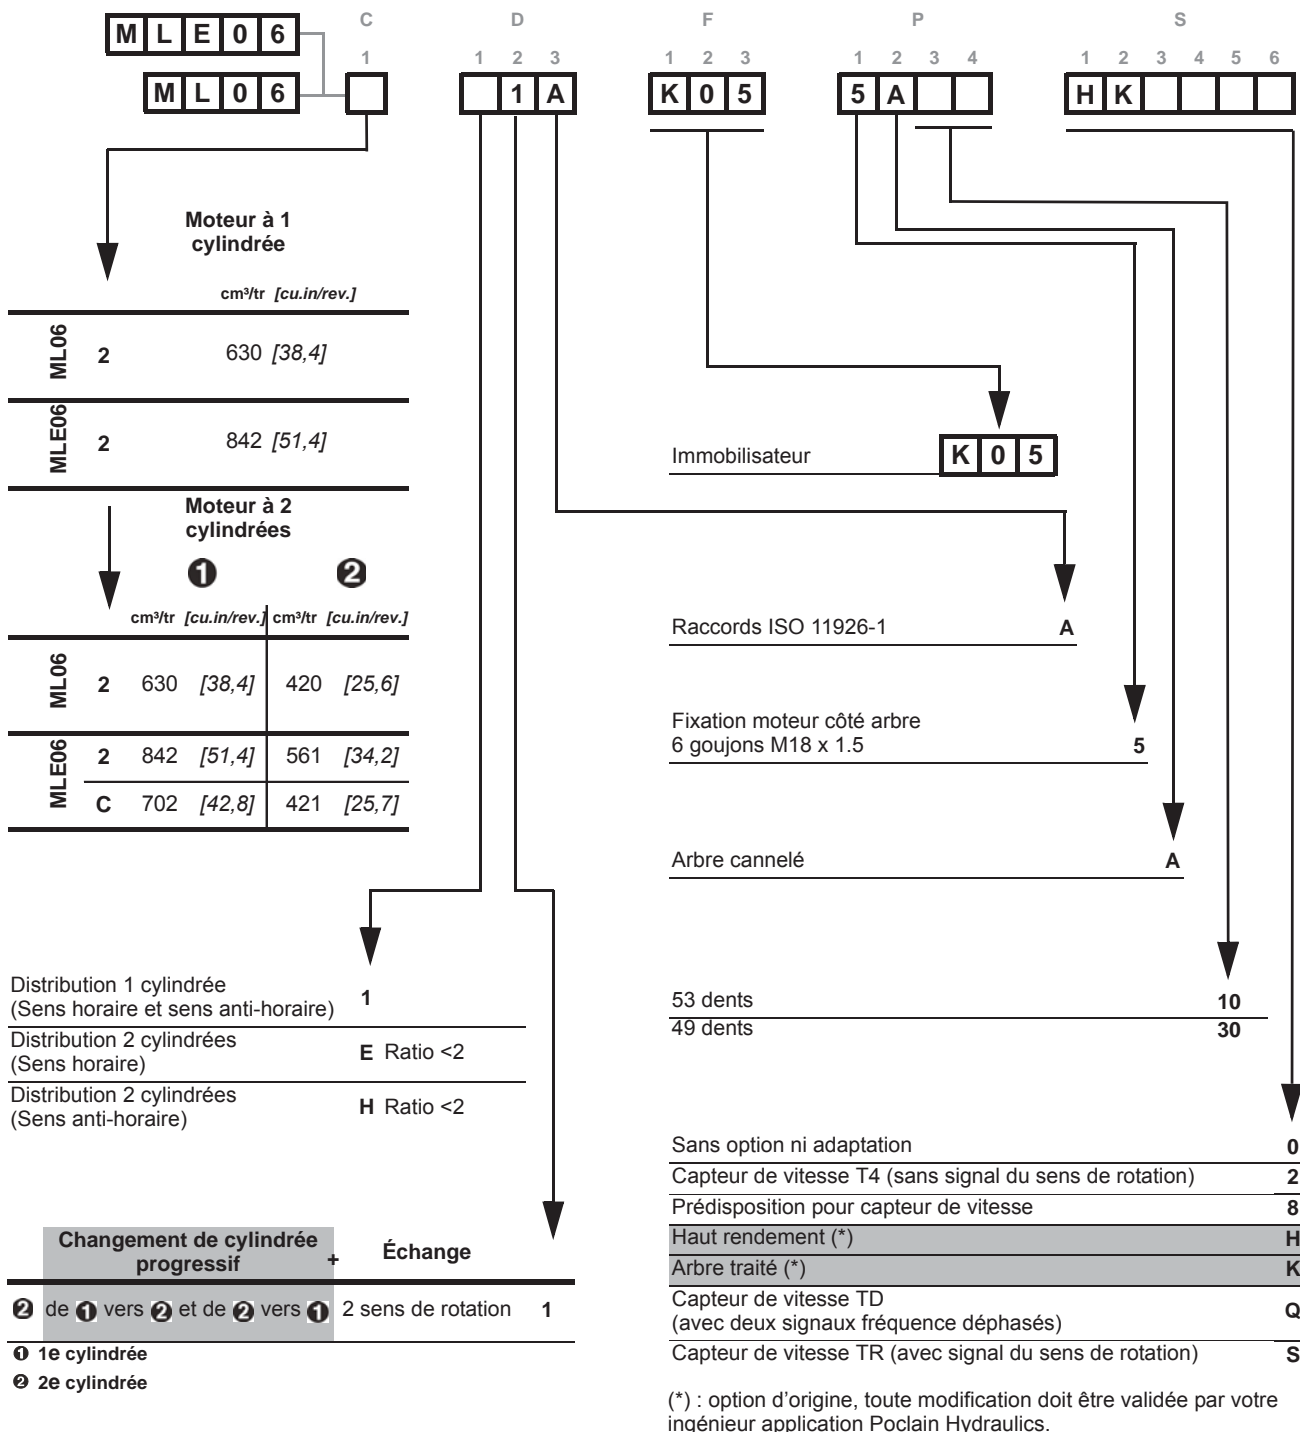 C D F P S
M L E 0 6
1 1 2 3 1 2 3 1 2 3 4 1 2 3 4 5 6
M L 0 6 1 A K 0 5 5 A H K
Moteur à 1
cylindrée
cm³/tr [cu.in/rev.]
ML06 2 630 [38,4]
MLE06 2 842 [51,4]
Moteur à 2
cylindrées
❶ ❷
cm³/tr [cu.in/rev.] cm³/tr [cu.in/rev.]
ML06 2 630 [38,4] 420 [25,6]
MLE06 2 842 [51,4] 561 [34,2]
C 702 [42,8] 421 [25,7]
Distribution 1 cylindrée
(Sens horaire et sens anti-horaire) 1
Distribution 2 cylindrées
(Sens horaire) E Ratio <2
Distribution 2 cylindrées
(Sens anti-horaire) H Ratio <2
Changement de cylindrée
progressif + Échange
❷ de ❶ vers ❷ et de ❷ vers ❶ 2 sens de rotation 1
❶ 1e cylindrée
❷ 2e cylindrée
Immobilisateur K 0 5
Raccords ISO 11926-1 A
Fixation moteur côté arbre
6 goujons M18 x 1.5 5
Arbre cannelé A
53 dents 10
49 dents 30
Sans option ni adaptation 0
Capteur de vitesse T4 (sans signal du sens de rotation) 2
Prédisposition pour capteur de vitesse 8
Haut rendement (*) H
Arbre traité (*) K
Capteur de vitesse TD
(avec deux signaux fréquence déphasés) Q
Capteur de vitesse TR (avec signal du sens de rotation) S
(*) : option d'origine, toute modification doit être validée par votre
ingénieur application Poclain Hydraulics.